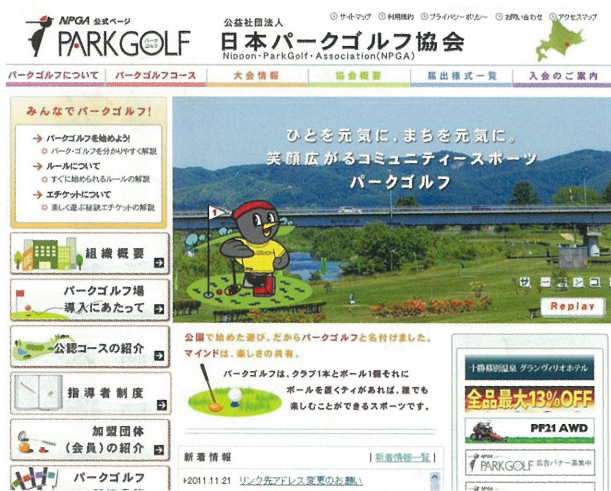 NPGA 公式ページ
PARKGOLF
パークゴルフ
公益社団法人
日本パークゴルフ協会
Nippon・ParkGolf・Association(NPGA)
サイトマップ 利用規約 プライバシーポリシー お問い合わせ アクセスマップ
パークゴルフについて パークゴルフコース 大会情報 協会概要 届出様式一覧 入会のご案内
みんなでパークゴルフ!
パークゴルフを始めよう!
パーク・ゴルフを分かりやすく解説
ルールについて
すぐに始められるルールの解説
エチケットについて
楽しく遊ぶ秘訣エチケットの解説
組織概要
パークゴルフ場
導入にあたって
公認コースの紹介
指導者制度
加盟団体
(会員)の紹介
パークゴルフ
ひとを元気に、まちを元気に。
笑顔広がるコミュニティースポーツ
パークゴルフ
1
Replay
公園で始めた遊び。だからパークゴルフと名付けました。
マインドは、楽しさの共有。
パークゴルフは、クラブ1本とボール1個それに
ボールを置くティがあれば、誰でも
楽しむことができるスポーツです。
新着情報
新着情報一覧
2011.11.21 リンク先アドレス変更のお願い
十勝幕別温泉 グランヴィリオホテル
全品最大13%OFF
PF21 AWD
NPGA
PARKGOLF 広告バナー募集中
NPGA